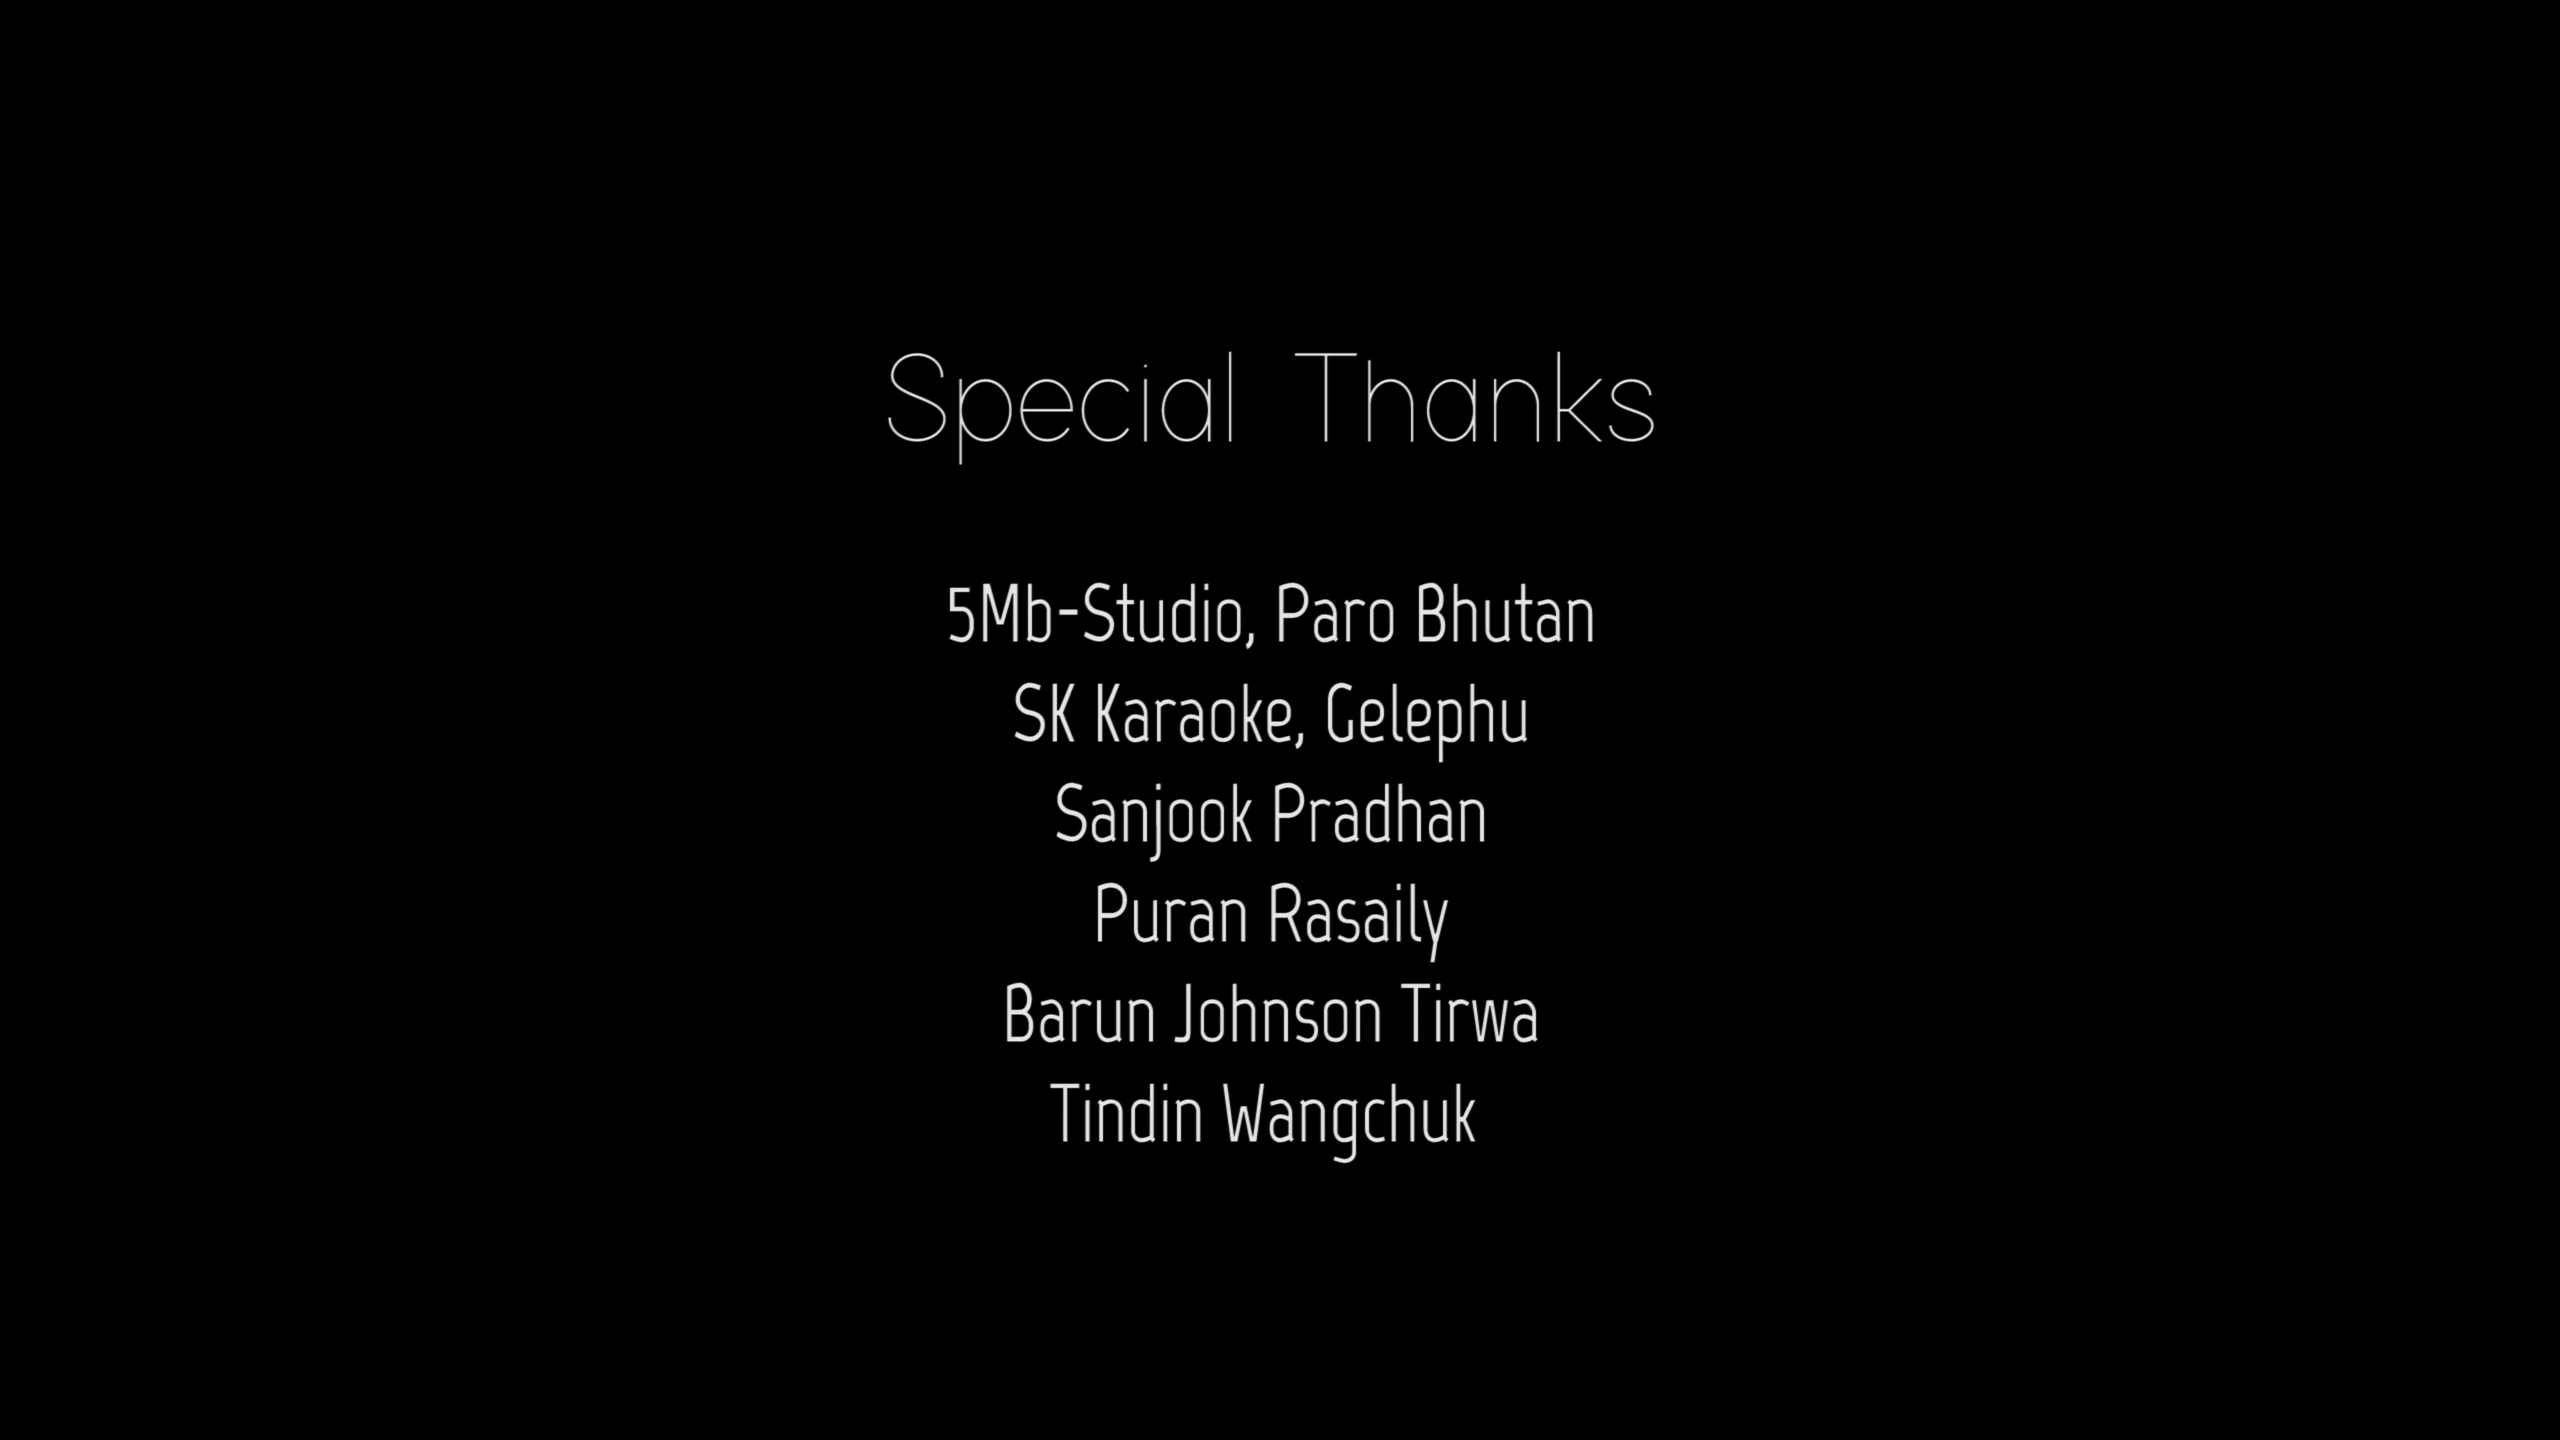 Special Thanks
5Mb-Studio, Paro Bhutan
SK Karaoke, Gelephu
Sanjook Pradhan
Puran Rasaily
Barun Johnson Tirwa
Tindin Wangchuk